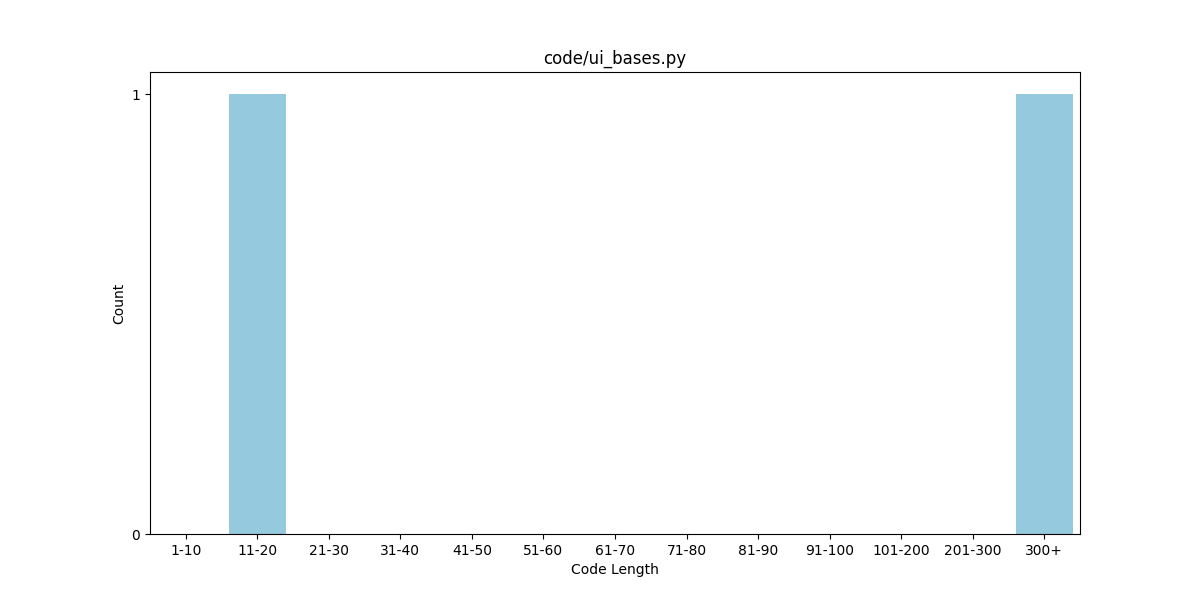 code/ui_bases.py
1
0
Count
1-10 11-20 21-30 31-40 41-50 51-60 61-70 71-80 81-90 91-100 101-200 201-300 300+
Code Length